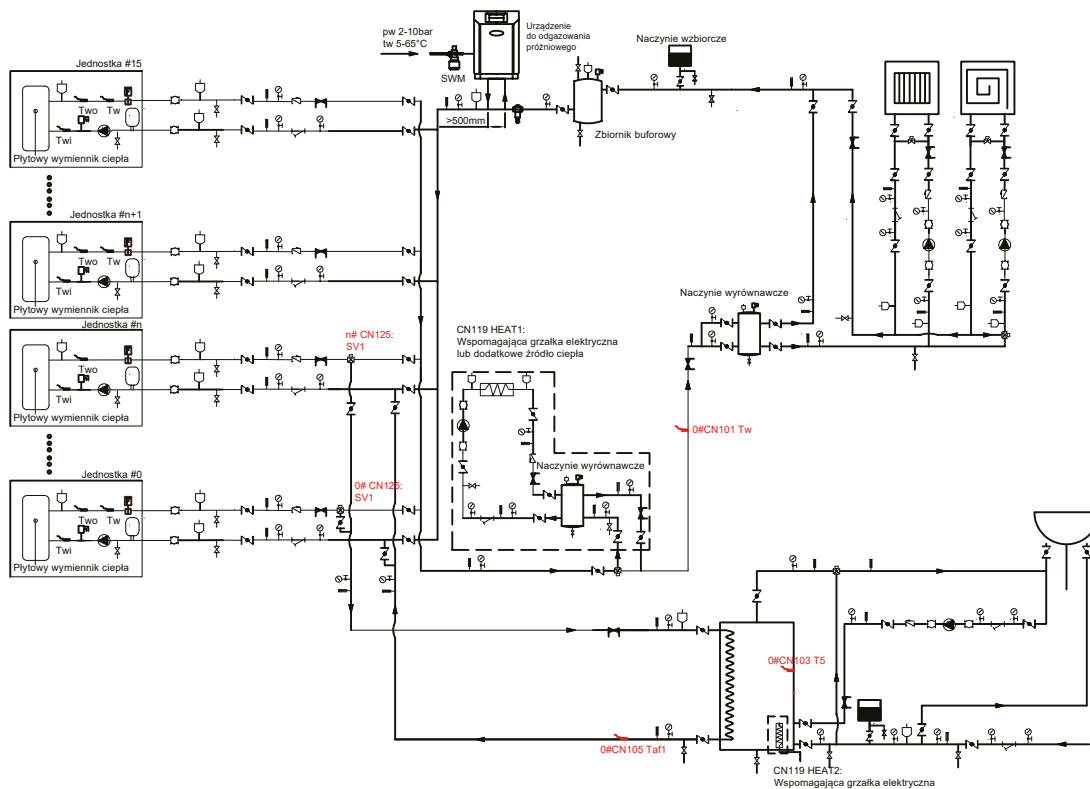 pw 2-10bar
tw 5-65°C
SWM
Urządzenie
do odgazowania
próżniowego
>500mm
Naczynie wzbiorcze
Zbiornik buforowy
Jednostka #15
Two
Tw
Twi
Płytowy wymiennik ciepła
Jednostka #n+1
Two
Tw
Twi
Płytowy wymiennik ciepła
Jednostka #n
Two
Tw
Twi
Płytowy wymiennik ciepła
Jednostka #0
Two
Tw
Twi
Płytowy wymiennik ciepła
n# CN125:
SV1
0# CN125:
SV1
CN119 HEAT1:
Wspomagająca grzałka elektryczna
lub dodatkowe źródło ciepła
Naczynie wyrównawcze
Naczynie wyrównawcze
0#CN101 Tw
0#CN103 T5
0#CN105 Taf1
CN119 HEAT2:
Wspomagająca grzałka elektryczna